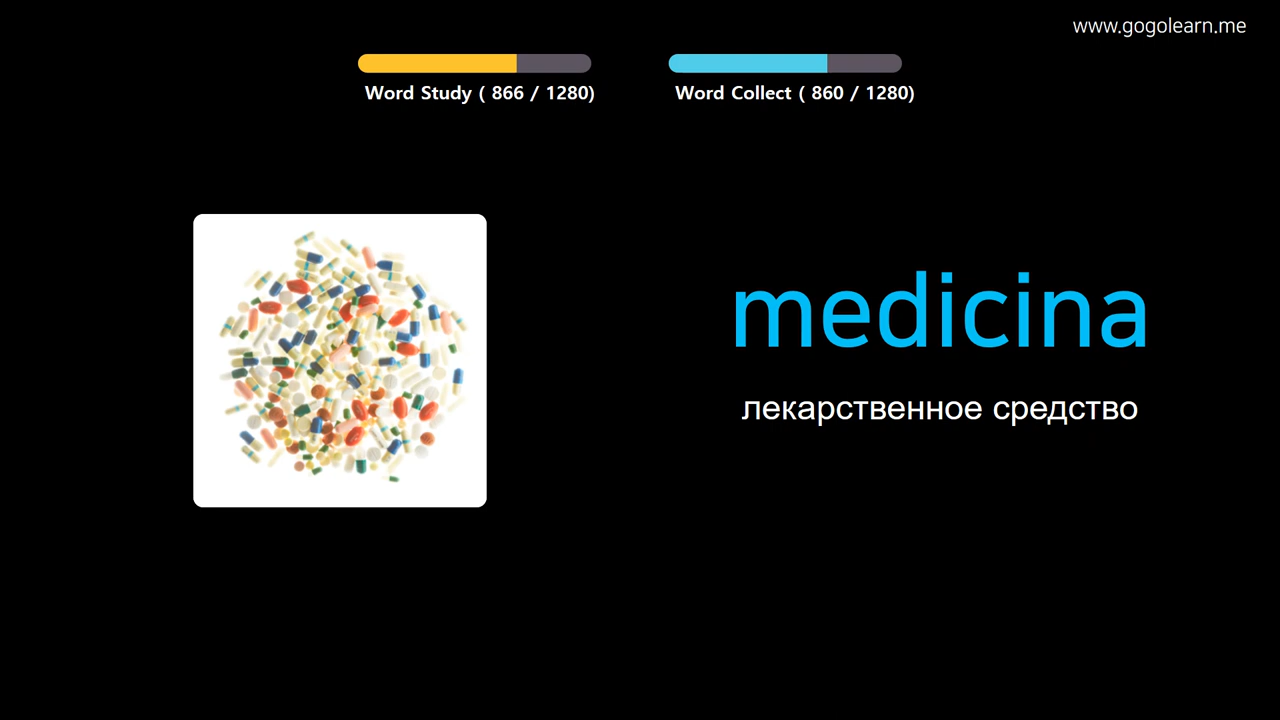 www.gogolearn.me
Word Study ( 866 / 1280)
Word Collect ( 860 / 1280)
medicina
лекарственное средство